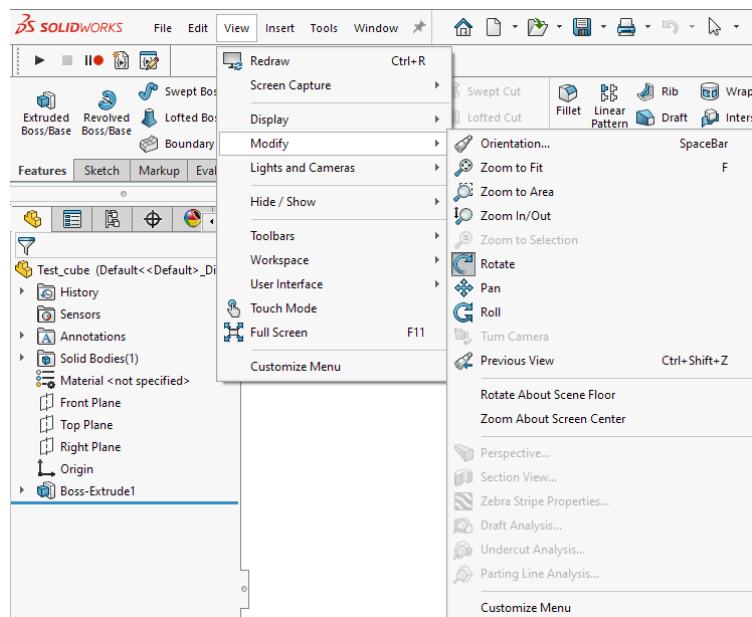 SOLIDWORKS File Edit View Insert Tools Window
Redraw Ctrl+R
Screen Capture
Display
Modify
Lights and Cameras
Hide / Show
Toolbars
Workspace
User Interface
Touch Mode
Full Screen F11
Customize Menu
Extruded Boss/Base
Revolved Boss/Base
Swept Bos
Lofted Bos
Boundary
Swept Cut
Lofted Cut
Fillet
Linear Pattern
Rib
Draft
Wrap
Inters
Features Sketch Markup Eval
Orientation... SpaceBar
Zoom to Fit F
Zoom to Area
Zoom In/Out
Zoom to Selection
Rotate
Pan
Roll
Turn Camera
Previous View Ctrl+Shift+Z
Rotate About Scene Floor
Zoom About Screen Center
Perspective...
Section View...
Zebra Stripe Properties...
Draft Analysis...
Undercut Analysis...
Parting Line Analysis...
Customize Menu
Test_cube (Default<<Default>_Di
History
Sensors
Annotations
Solid Bodies(1)
Material <not specified>
Front Plane
Top Plane
Right Plane
Origin
Boss-Extrude1